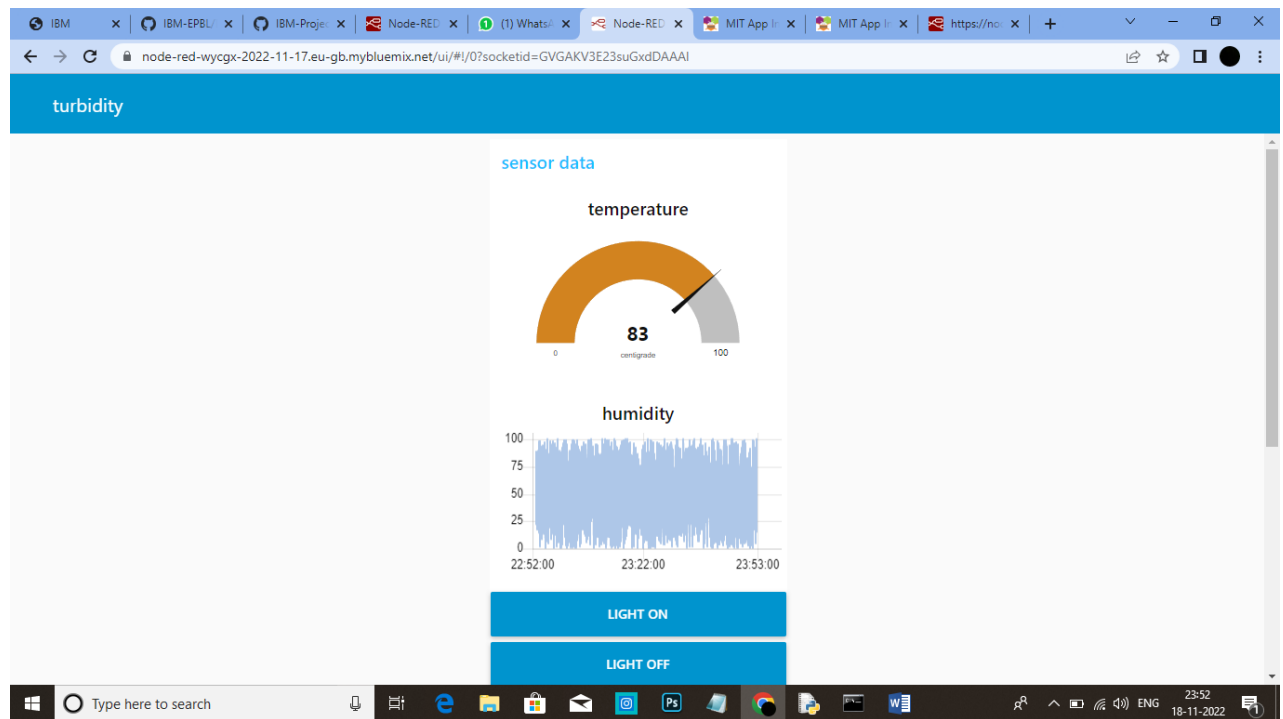 IBM
IBM-EPBL/
IBM-Projec
Node-RED
(1) WhatsA
Node-RED
MIT App In
MIT App In
https://noc
node-red-wycgx-2022-11-17.eu-gb.mybluemix.net/ui/#!/0?socketid=GVGAKV3E23suGxdDAAAI
turbidity
sensor data
temperature
83
0
centigrade
100
humidity
100
75
50
25
0
22:52:00 23:22:00 23:53:00
LIGHT ON
LIGHT OFF
Type here to search
Ps
ENG
23:52
18-11-2022
1